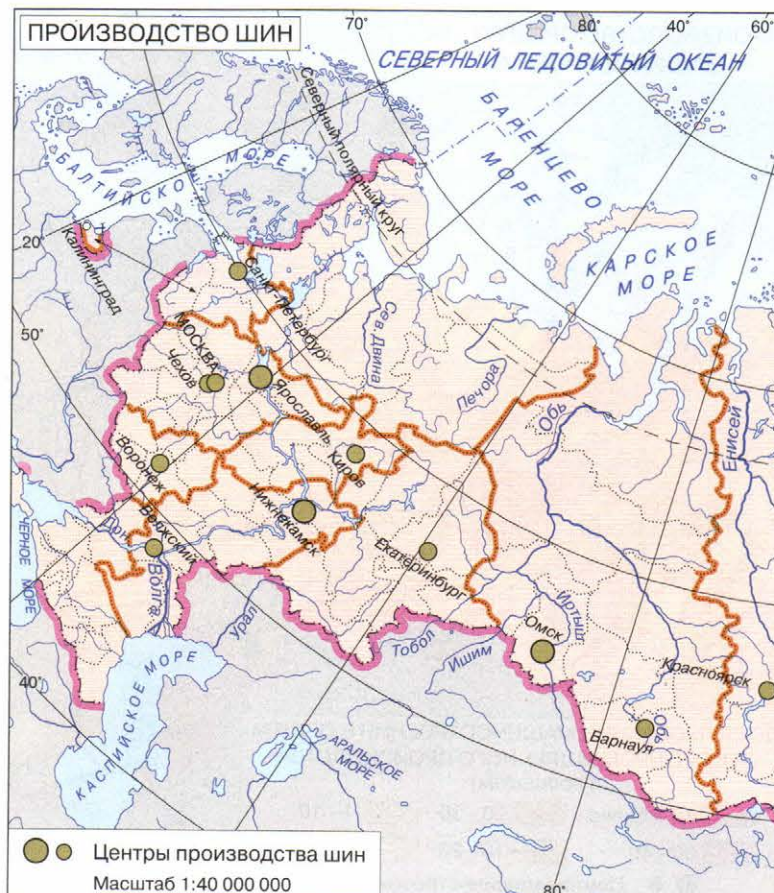 ПРОИЗВОДСТВО ШИН
70°
80°
40°
60°
СЕВЕРНЫЙ ЛЕДОВИТЫЙ ОКЕАН
БАРЕНЦЕВО
МОРЕ
Северный полярный круг
БАЛТИЙСКОЕ МОРЕ
КАРСКОЕ
МОРЕ
20°
Калининград
50°
Санкт-Петербург
МОСКВА
Чехов
Ярославль
Сев. Двина
Печора
Обь
Енисей
Воронеж
Киров
Нижнекамск
Дон
Волжский
Волга
Екатеринбург
ЧЕРНОЕ МОРЕ
Урал
Тобол
Ишим
Омск
Иртыш
Красноярск
Обь
Барнаул
40°
КАСПИЙСКОЕ МОРЕ
АРАЛЬСКОЕ
МОРЕ
Центры производства шин
Масштаб 1:40 000 000
80°